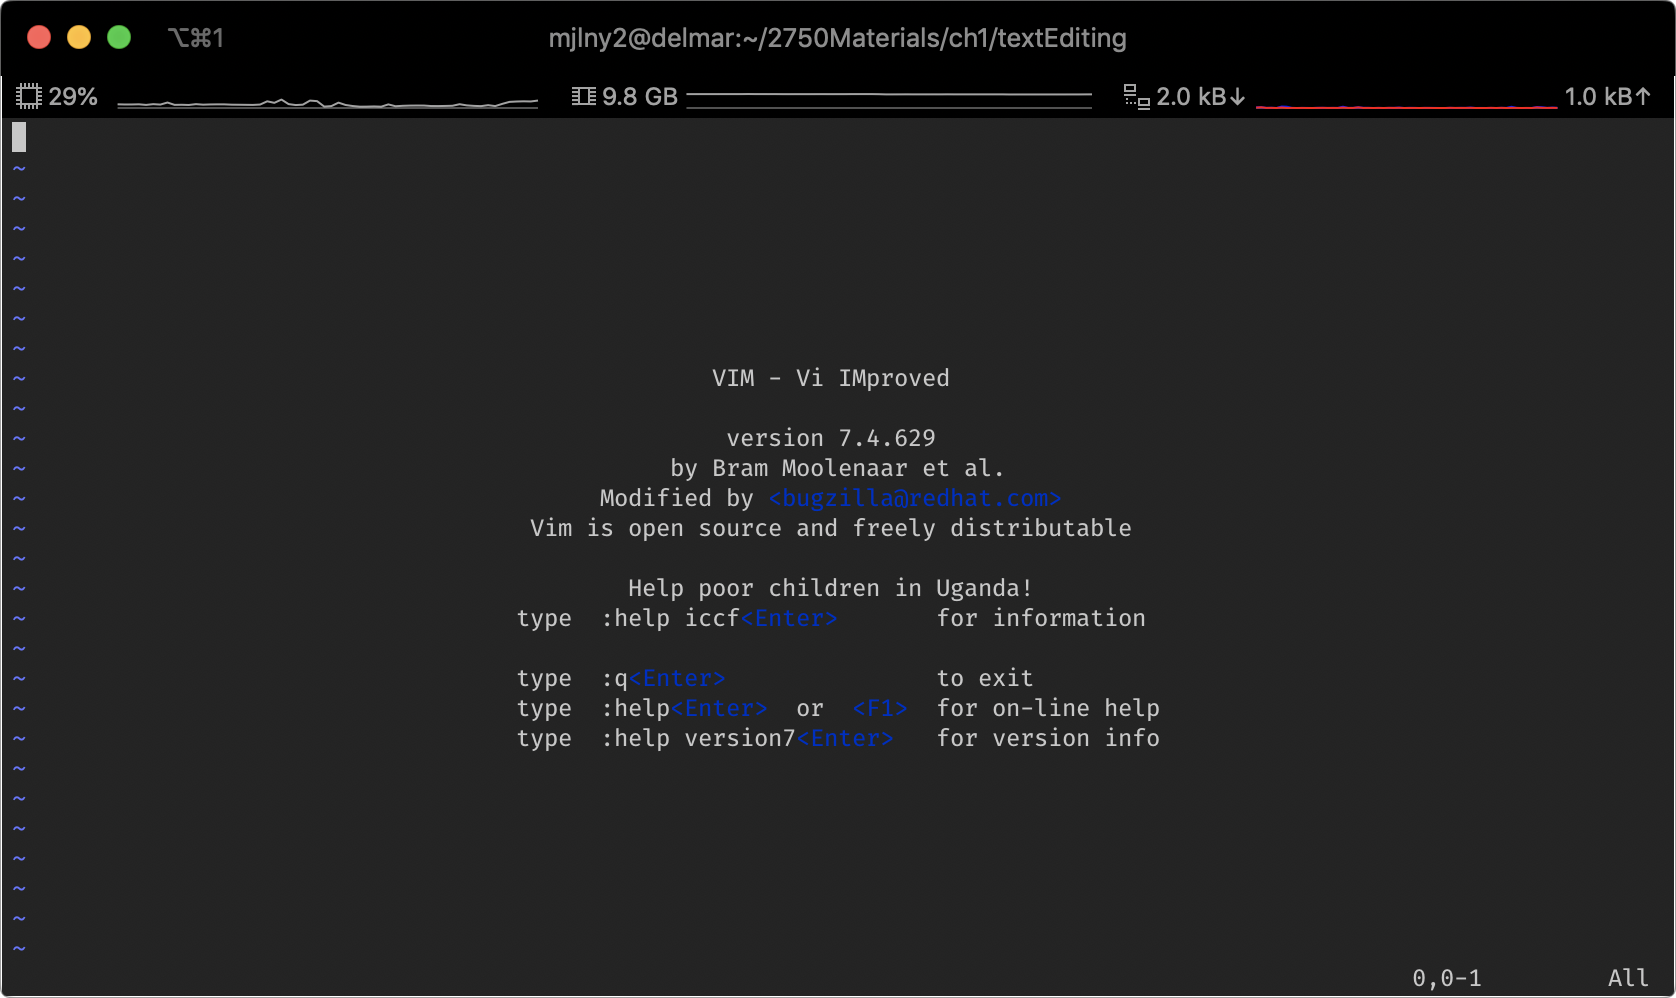 ⌥⌘1 mjlny2@delmar:~/2750Materials/ch1/textEditing
29% 9.8 GB 2.0 kB↓ 1.0 kB↑
~
~
~
~
~
~
~
~ VIM - Vi IMproved
~
~ version 7.4.629
~ by Bram Moolenaar et al.
~ Modified by <bugzilla@redhat.com>
~ Vim is open source and freely distributable
~
~ Help poor children in Uganda!
~ type :help iccf<Enter> for information
~
~ type :q<Enter> to exit
~ type :help<Enter> or <F1> for on-line help
~ type :help version7<Enter> for version info
~
~
~
~
~
~
~
0,0-1 All